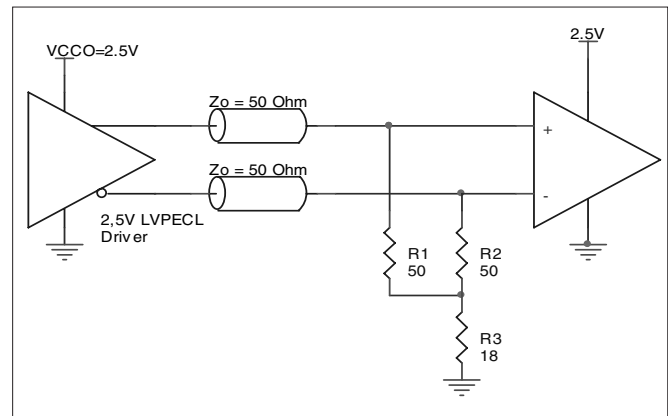 VCCO=2.5V
2.5V
Zo = 50 Ohm
+
Zo = 50 Ohm
-
2,5V LVPECL
Driver
R1
50
R2
50
R3
18